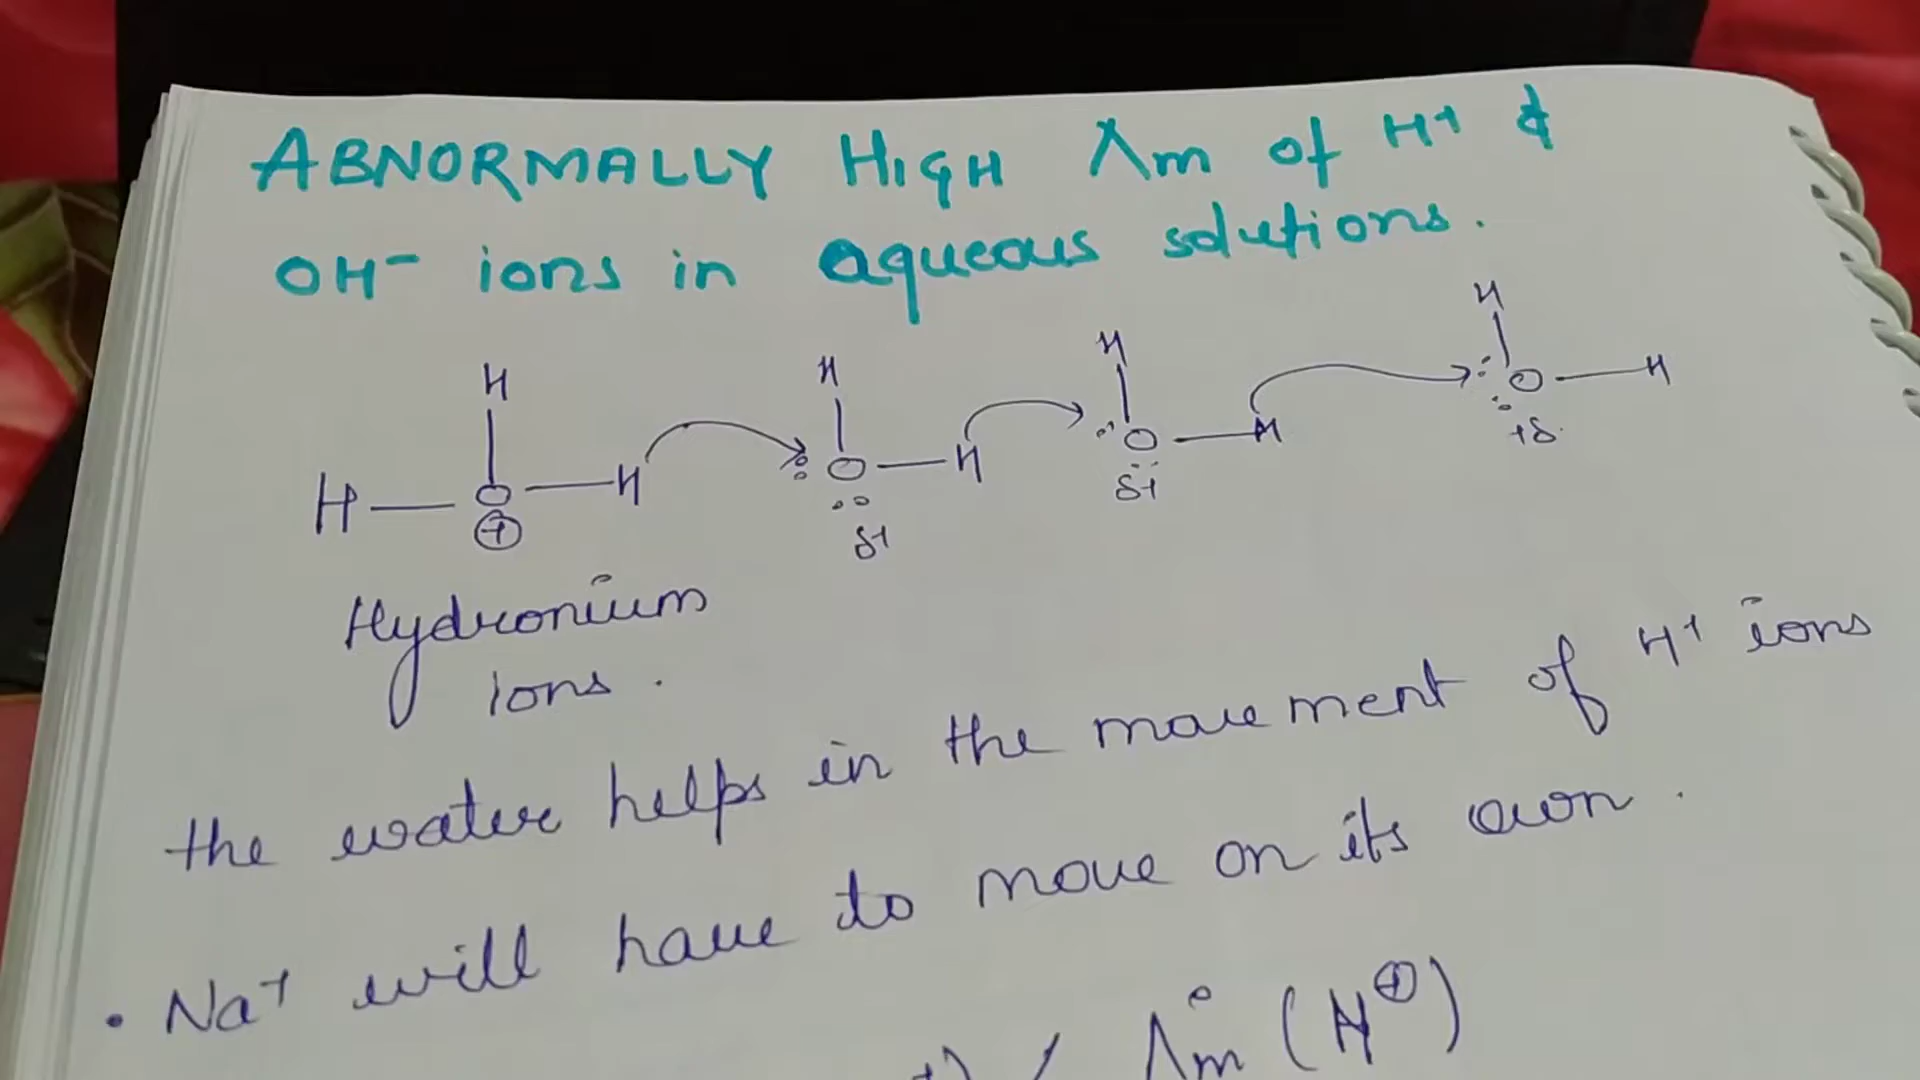 ABNORMALLY HIGH Λm of H+ &
OH- ions in aqueous solutions.
H H H H
H — O — H :O — H :O — H :O — H
⊕ δ+ δ+ +δ
Hydronium
ions.
the water helps in the movement of H+ ions
• Na+ will have to move on its own.
+) < Λ°m (H⊕)